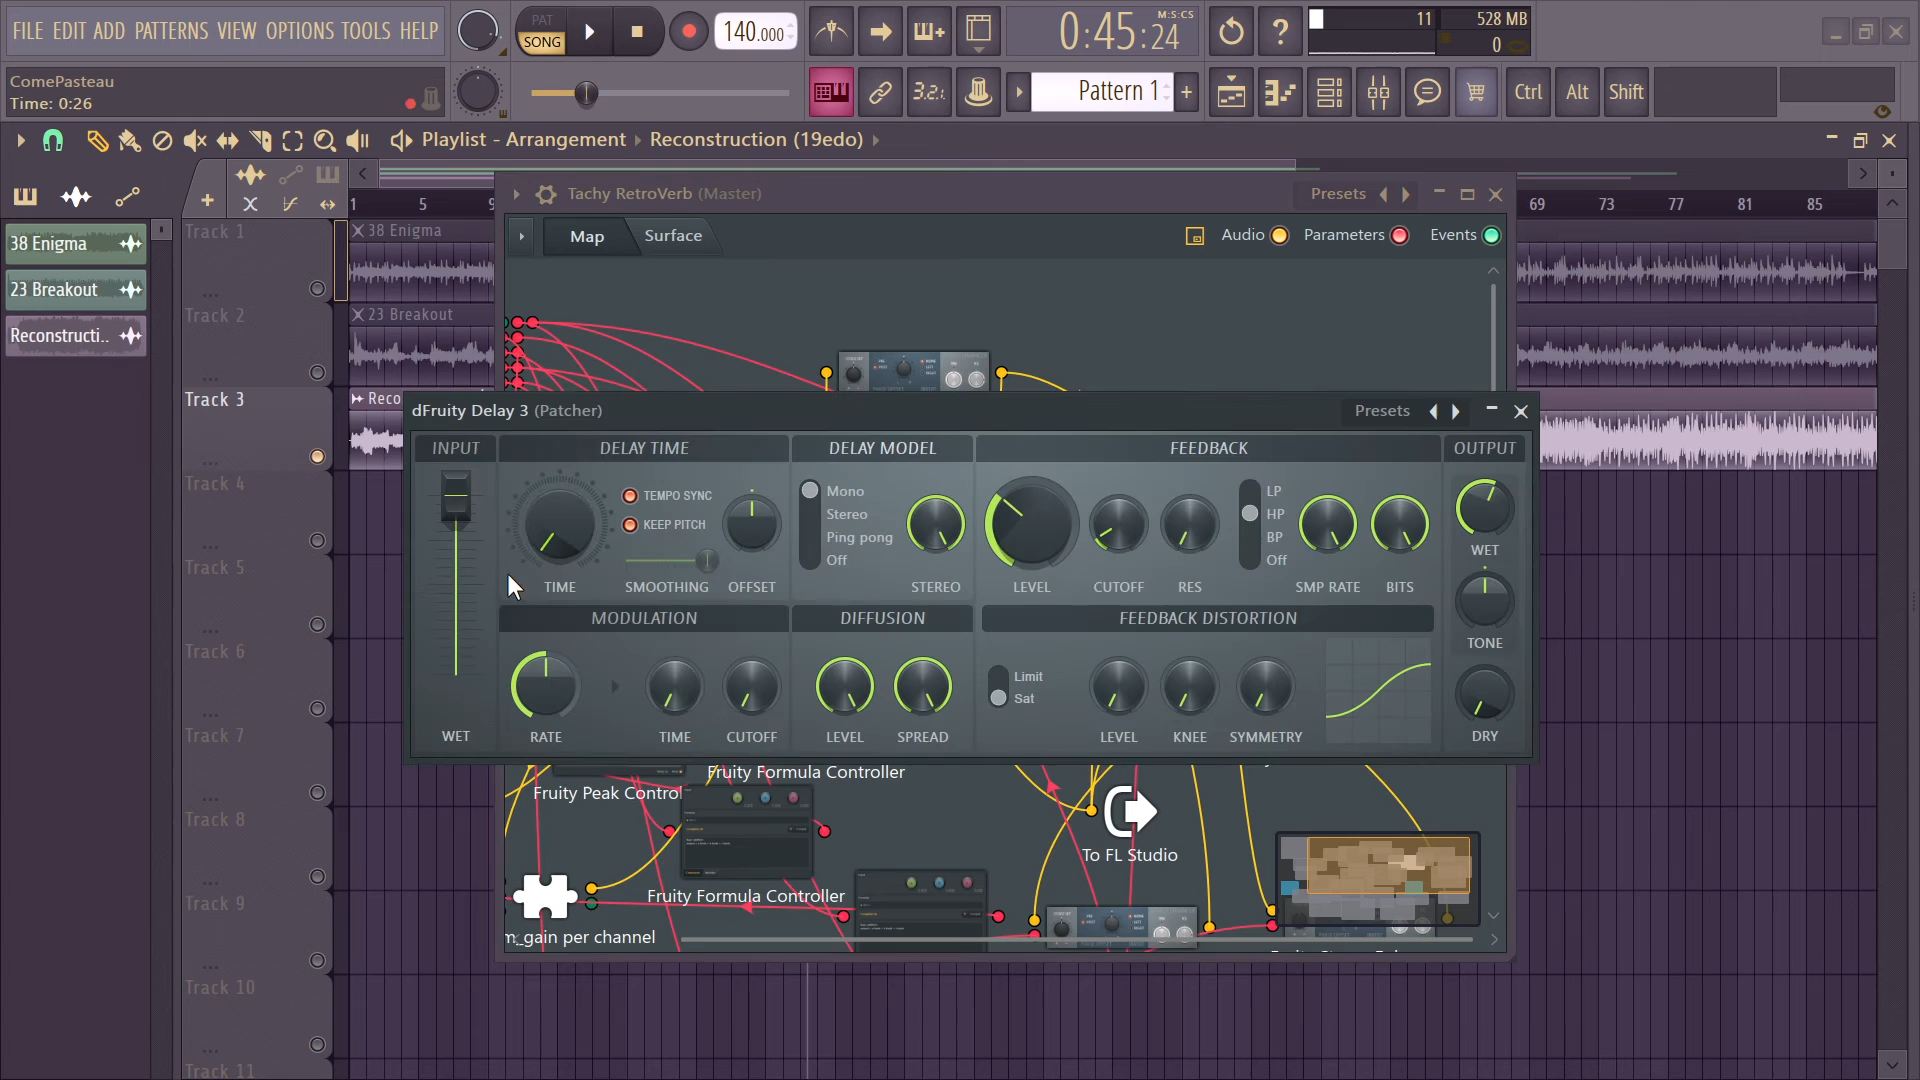 FILE EDIT ADD PATTERNS VIEW OPTIONS TOOLS HELP
PAT
SONG
140.000
0:45:24
M:S:CS
11
528 MB
0
ComePasteau
Time: 0:26
3.2.
Pattern 1
Ctrl
Alt
Shift
Playlist - Arrangement
Reconstruction (19edo)
1
5
9
69
73
77
81
85
38 Enigma
23 Breakout
Reconstructi..
Track 1
Track 2
Track 3
Track 4
Track 5
Track 6
Track 7
Track 8
Track 9
Track 10
Track 11
38 Enigma
23 Breakout
Reco
Tachy RetroVerb (Master)
Presets
Map
Surface
Audio
Parameters
Events
dFruity Delay 3 (Patcher)
Presets
INPUT
DELAY TIME
DELAY MODEL
FEEDBACK
OUTPUT
TEMPO SYNC
KEEP PITCH
TIME
SMOOTHING
OFFSET
Mono
Stereo
Ping pong
Off
STEREO
LEVEL
CUTOFF
RES
LP
HP
BP
Off
SMP RATE
BITS
WET
MODULATION
DIFFUSION
FEEDBACK DISTORTION
TONE
WET
RATE
TIME
CUTOFF
LEVEL
SPREAD
Limit
Sat
LEVEL
KNEE
SYMMETRY
DRY
Fruity Formula Controller
Fruity Peak Control
To FL Studio
Fruity Formula Controller
m_gain per channel